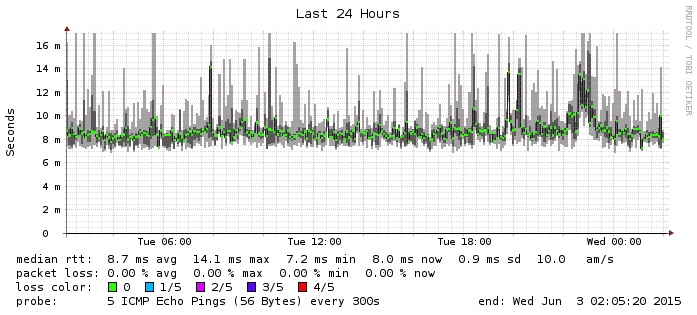 Last 24 Hours
RRDTOOL / TOBI OETIKER
Seconds
16 m
14 m
12 m
10 m
8 m
6 m
4 m
2 m
0
Tue 06:00 Tue 12:00 Tue 18:00 Wed 00:00
median rtt: 8.7 ms avg 14.1 ms max 7.2 ms min 8.0 ms now 0.9 ms sd 10.0 am/s
packet loss: 0.00 % avg 0.00 % max 0.00 % min 0.00 % now
loss color: 0 1/5 2/5 3/5 4/5
probe: 5 ICMP Echo Pings (56 Bytes) every 300s end: Wed Jun 3 02:05:20 2015